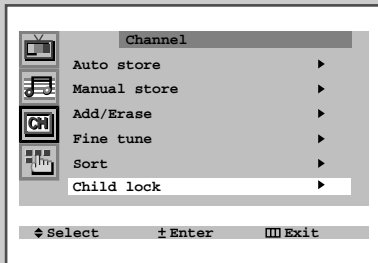 Channel
Auto store
Manual store
Add/Erase
CH
Fine tune
Sort
Child lock
Select ± Enter Exit